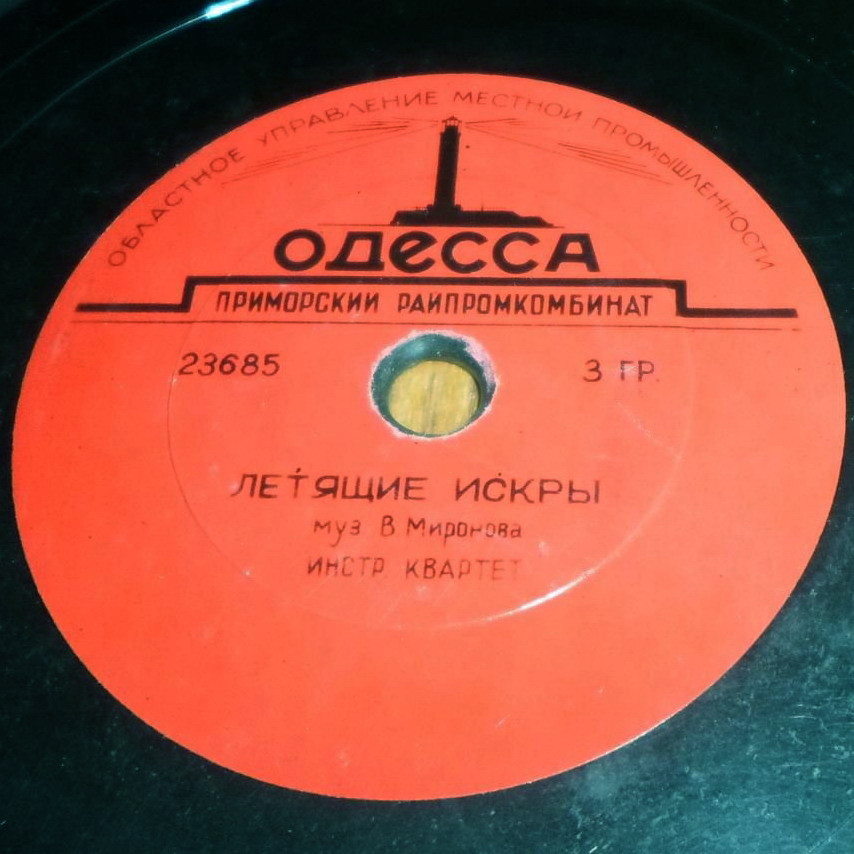 ОБЛАСТНОЕ УПРАВЛЕНИЕ МЕСТНОЙ ПРОМЫШЛЕННОСТИ
ОДЕССА
ПРИМОРСКИЙ РАЙПРОМКОМБИНАТ
23685
3 ГР.
ЛЕТЯЩИЕ ИСКРЫ
муз В. Миронова
ИНСТР. КВАРТЕТ